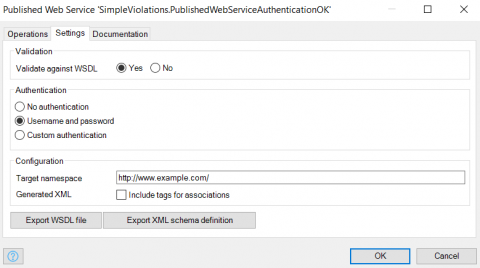 Published Web Service 'SimpleViolations.PublishedWebServiceAuthenticationOK'
Operations Settings Documentation
Validation
Validate against WSDL Yes No
Authentication
No authentication
Username and password
Custom authentication
Configuration
Target namespace http://www.example.com/
Generated XML Include tags for associations
Export WSDL file Export XML schema definition
? OK Cancel